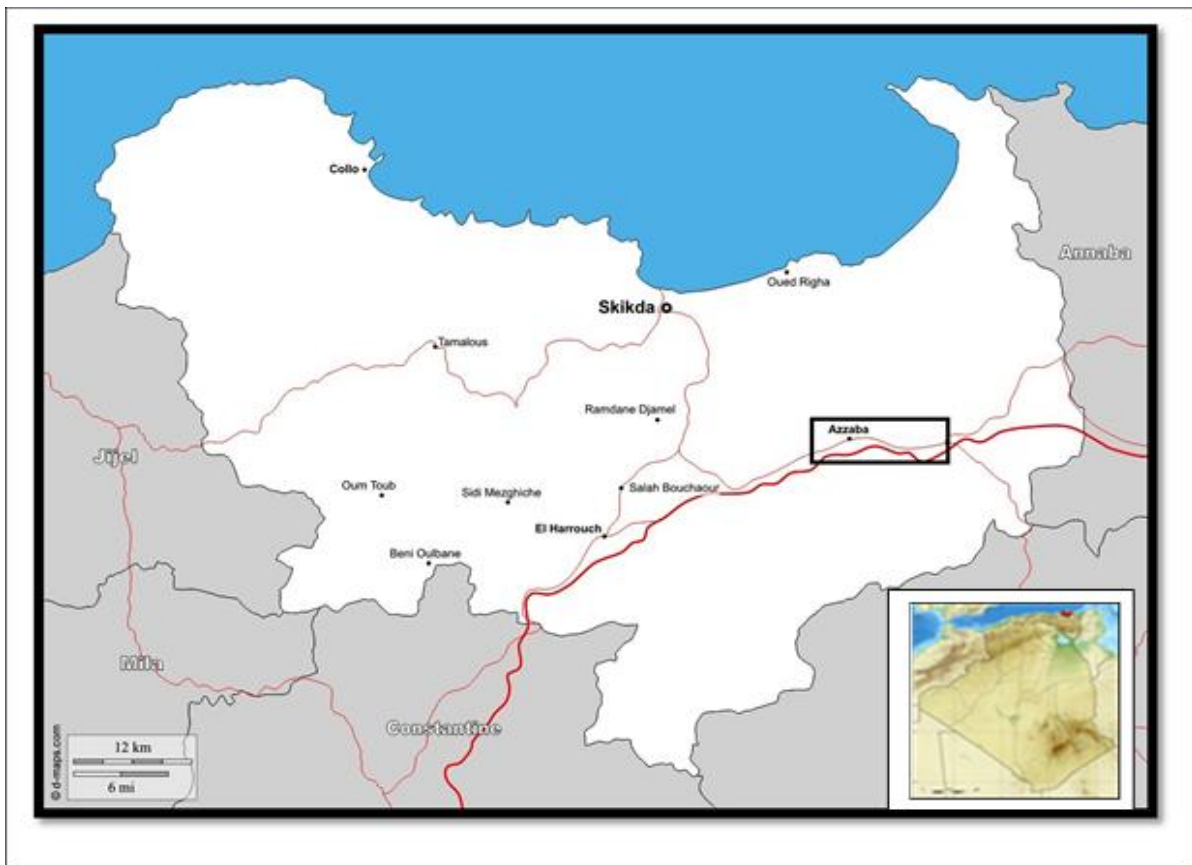 Collo
Annaba
Oued Righa
Skikda
Tamalous
Ramdane Djamel
Azzaba
Jijel
Oum Toub
Sidi Mezghiche
Salah Bouchaour
El Harrouch
Beni Oulbane
Mila
Constantine
12 km
6 mi
© d-maps.com